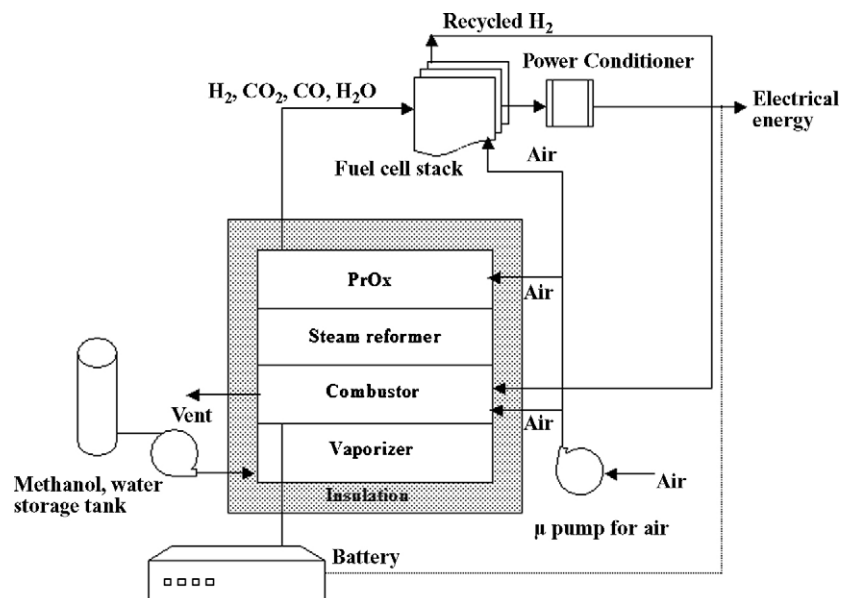 Recycled H₂
Power Conditioner
H₂, CO₂, CO, H₂O
Electrical
energy
Fuel cell stack
Air
PrOx
Air
Steam reformer
Combustor
Vent
Air
Vaporizer
Methanol, water
storage tank
Insulation
Air
μ pump for air
Battery